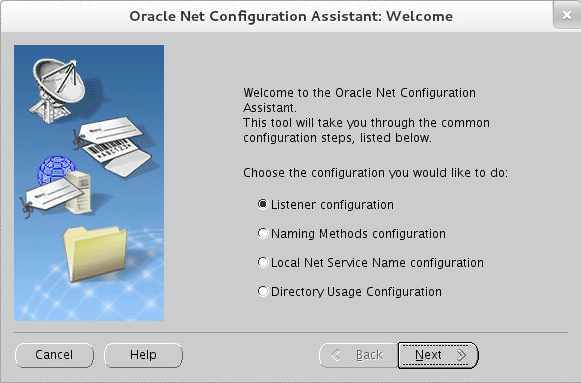 Oracle Net Configuration Assistant: Welcome
Welcome to the Oracle Net Configuration
Assistant.
This tool will take you through the common
configuration steps, listed below.
Choose the configuration you would like to do:
Listener configuration
Naming Methods configuration
Local Net Service Name configuration
Directory Usage Configuration
Cancel
Help
Back
Next